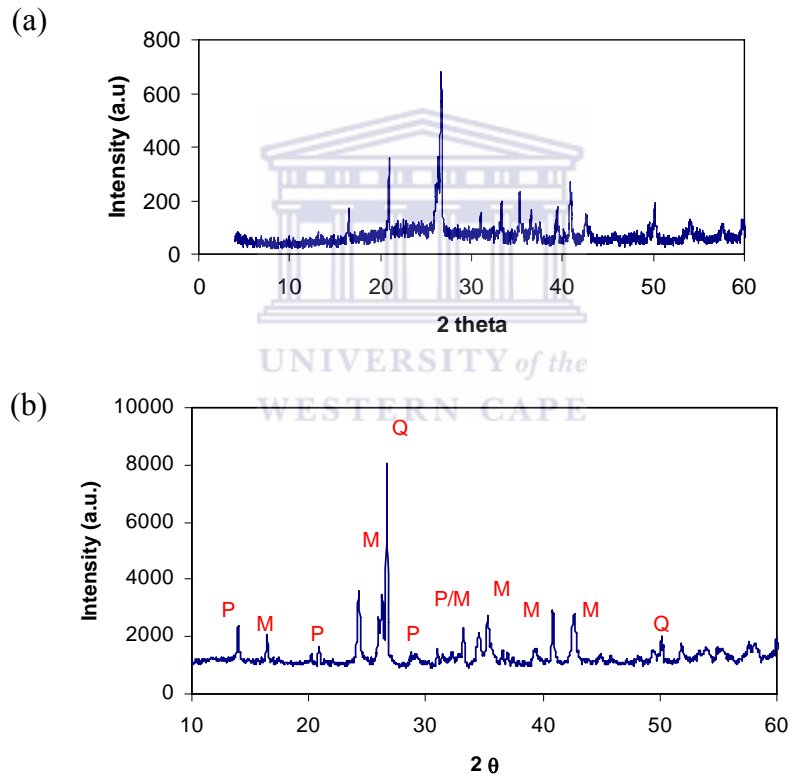 (a)
800
600
400
200
0
Intensity (a.u)
0 10 20 30 40 50 60
2 theta
UNIVERSITY of the
WESTERN CAPE
(b)
10000
8000
6000
4000
2000
0
Intensity (a.u.)
Q
M
P
M
P
P
P/M
M
M
M
Q
10 20 30 40 50 60
2 θ